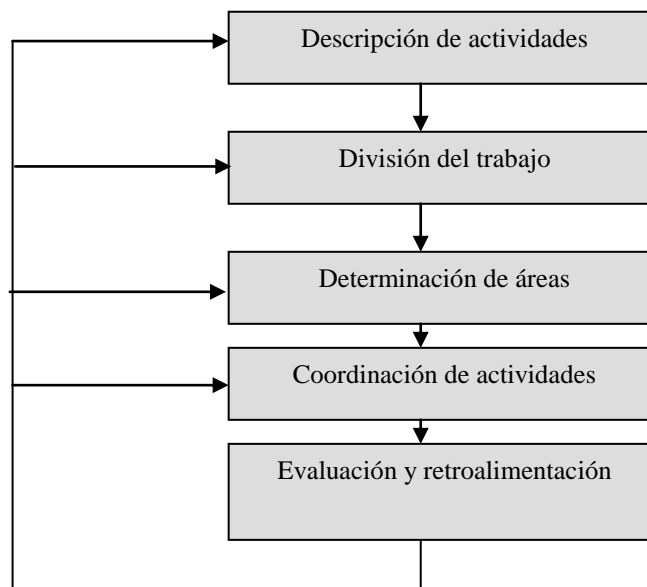 Descripción de actividades
División del trabajo
Determinación de áreas
Coordinación de actividades
Evaluación y retroalimentación